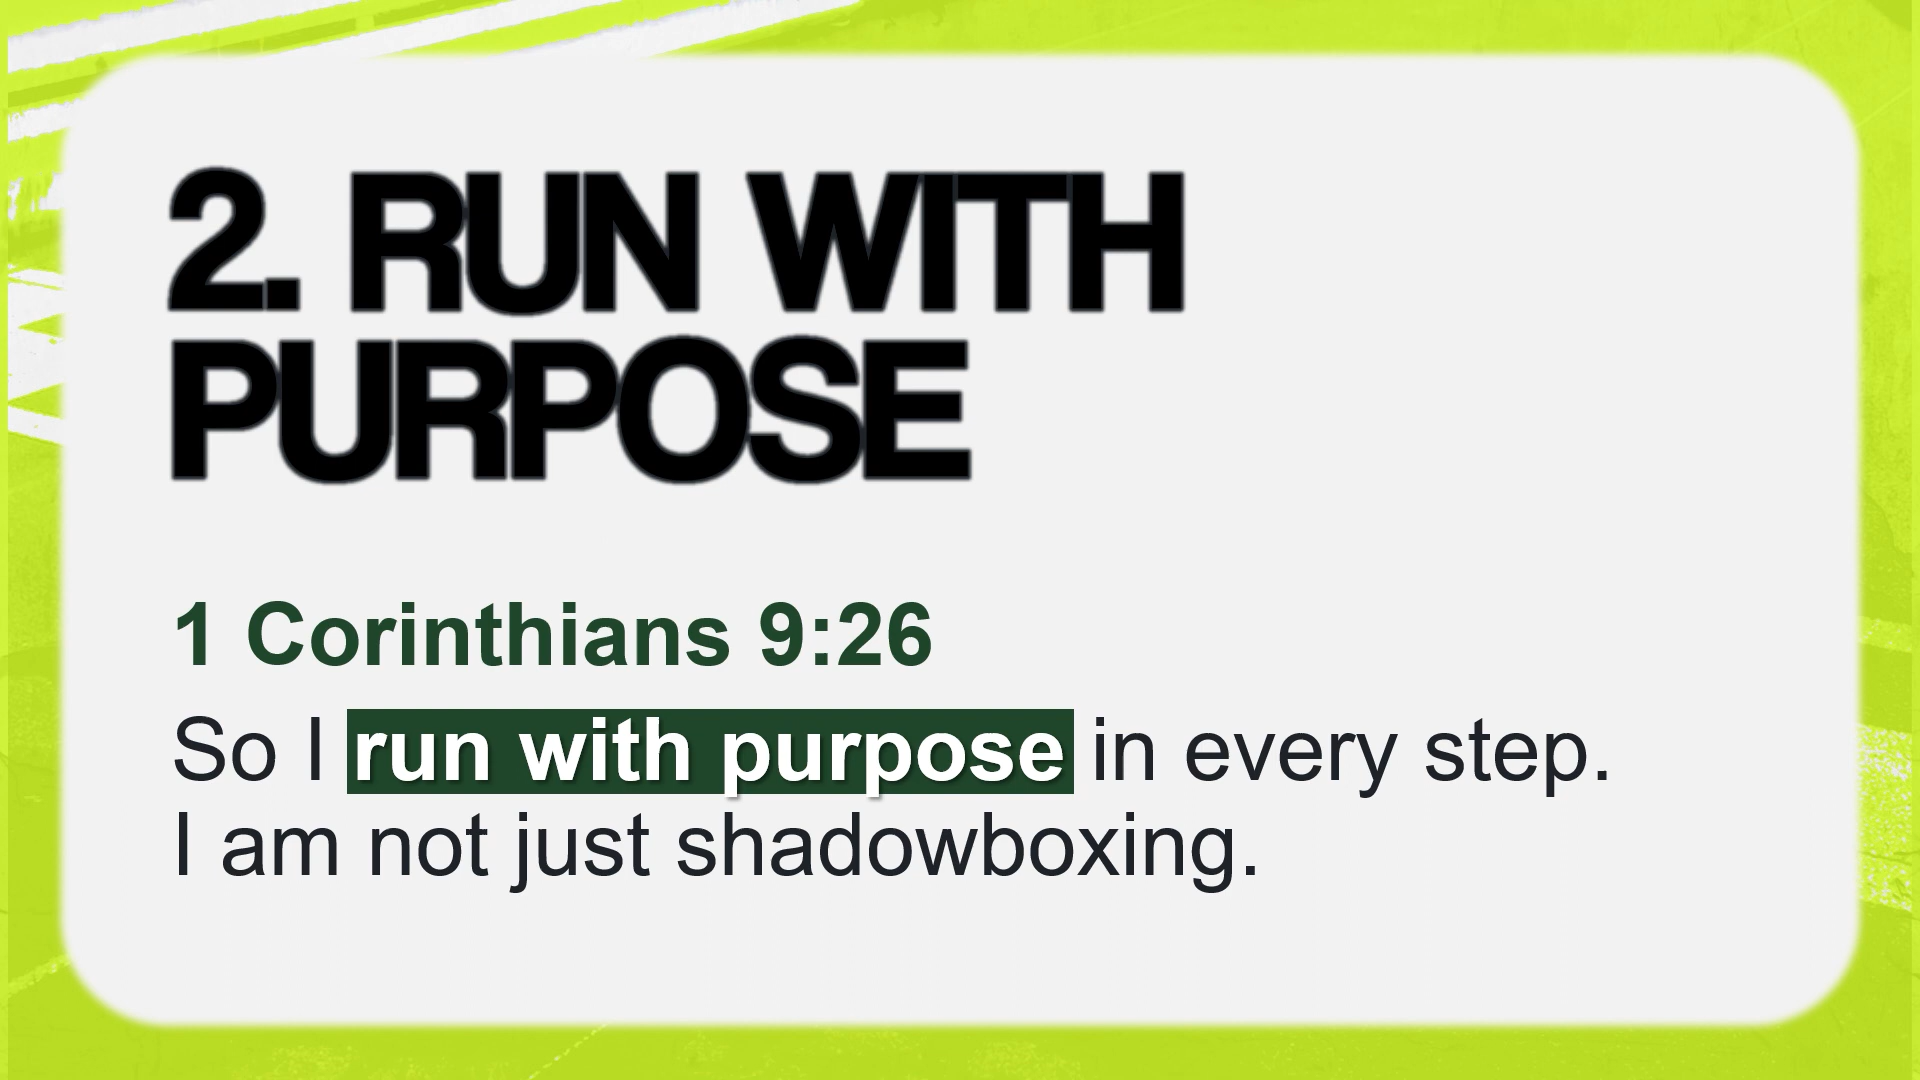 2. RUN WITH
PURPOSE
1 Corinthians 9:26
So I run with purpose in every step.
I am not just shadowboxing.